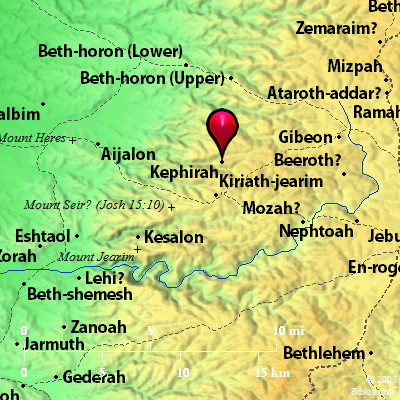 Beth
Zemaraim?
Beth-horon (Lower)
Mizpah
Beth-horon (Upper)
Ataroth-addar?
albim
Ramah
Mount Heres
Gibeon
Aijalon
Beeroth?
Kephirah
Kiriath-jearim
Mount Seir? (Josh 15:10)
Mozah?
Nephtoah
Eshtaol
Kesalon
Jebu
Zorah
Mount Jearim
En-roge
Lehi?
Beth-shemesh
Zanoah
0 5 10 mi
Jarmuth
Bethlehem
0 5 10 15 km
Gederah
© 2008
oh